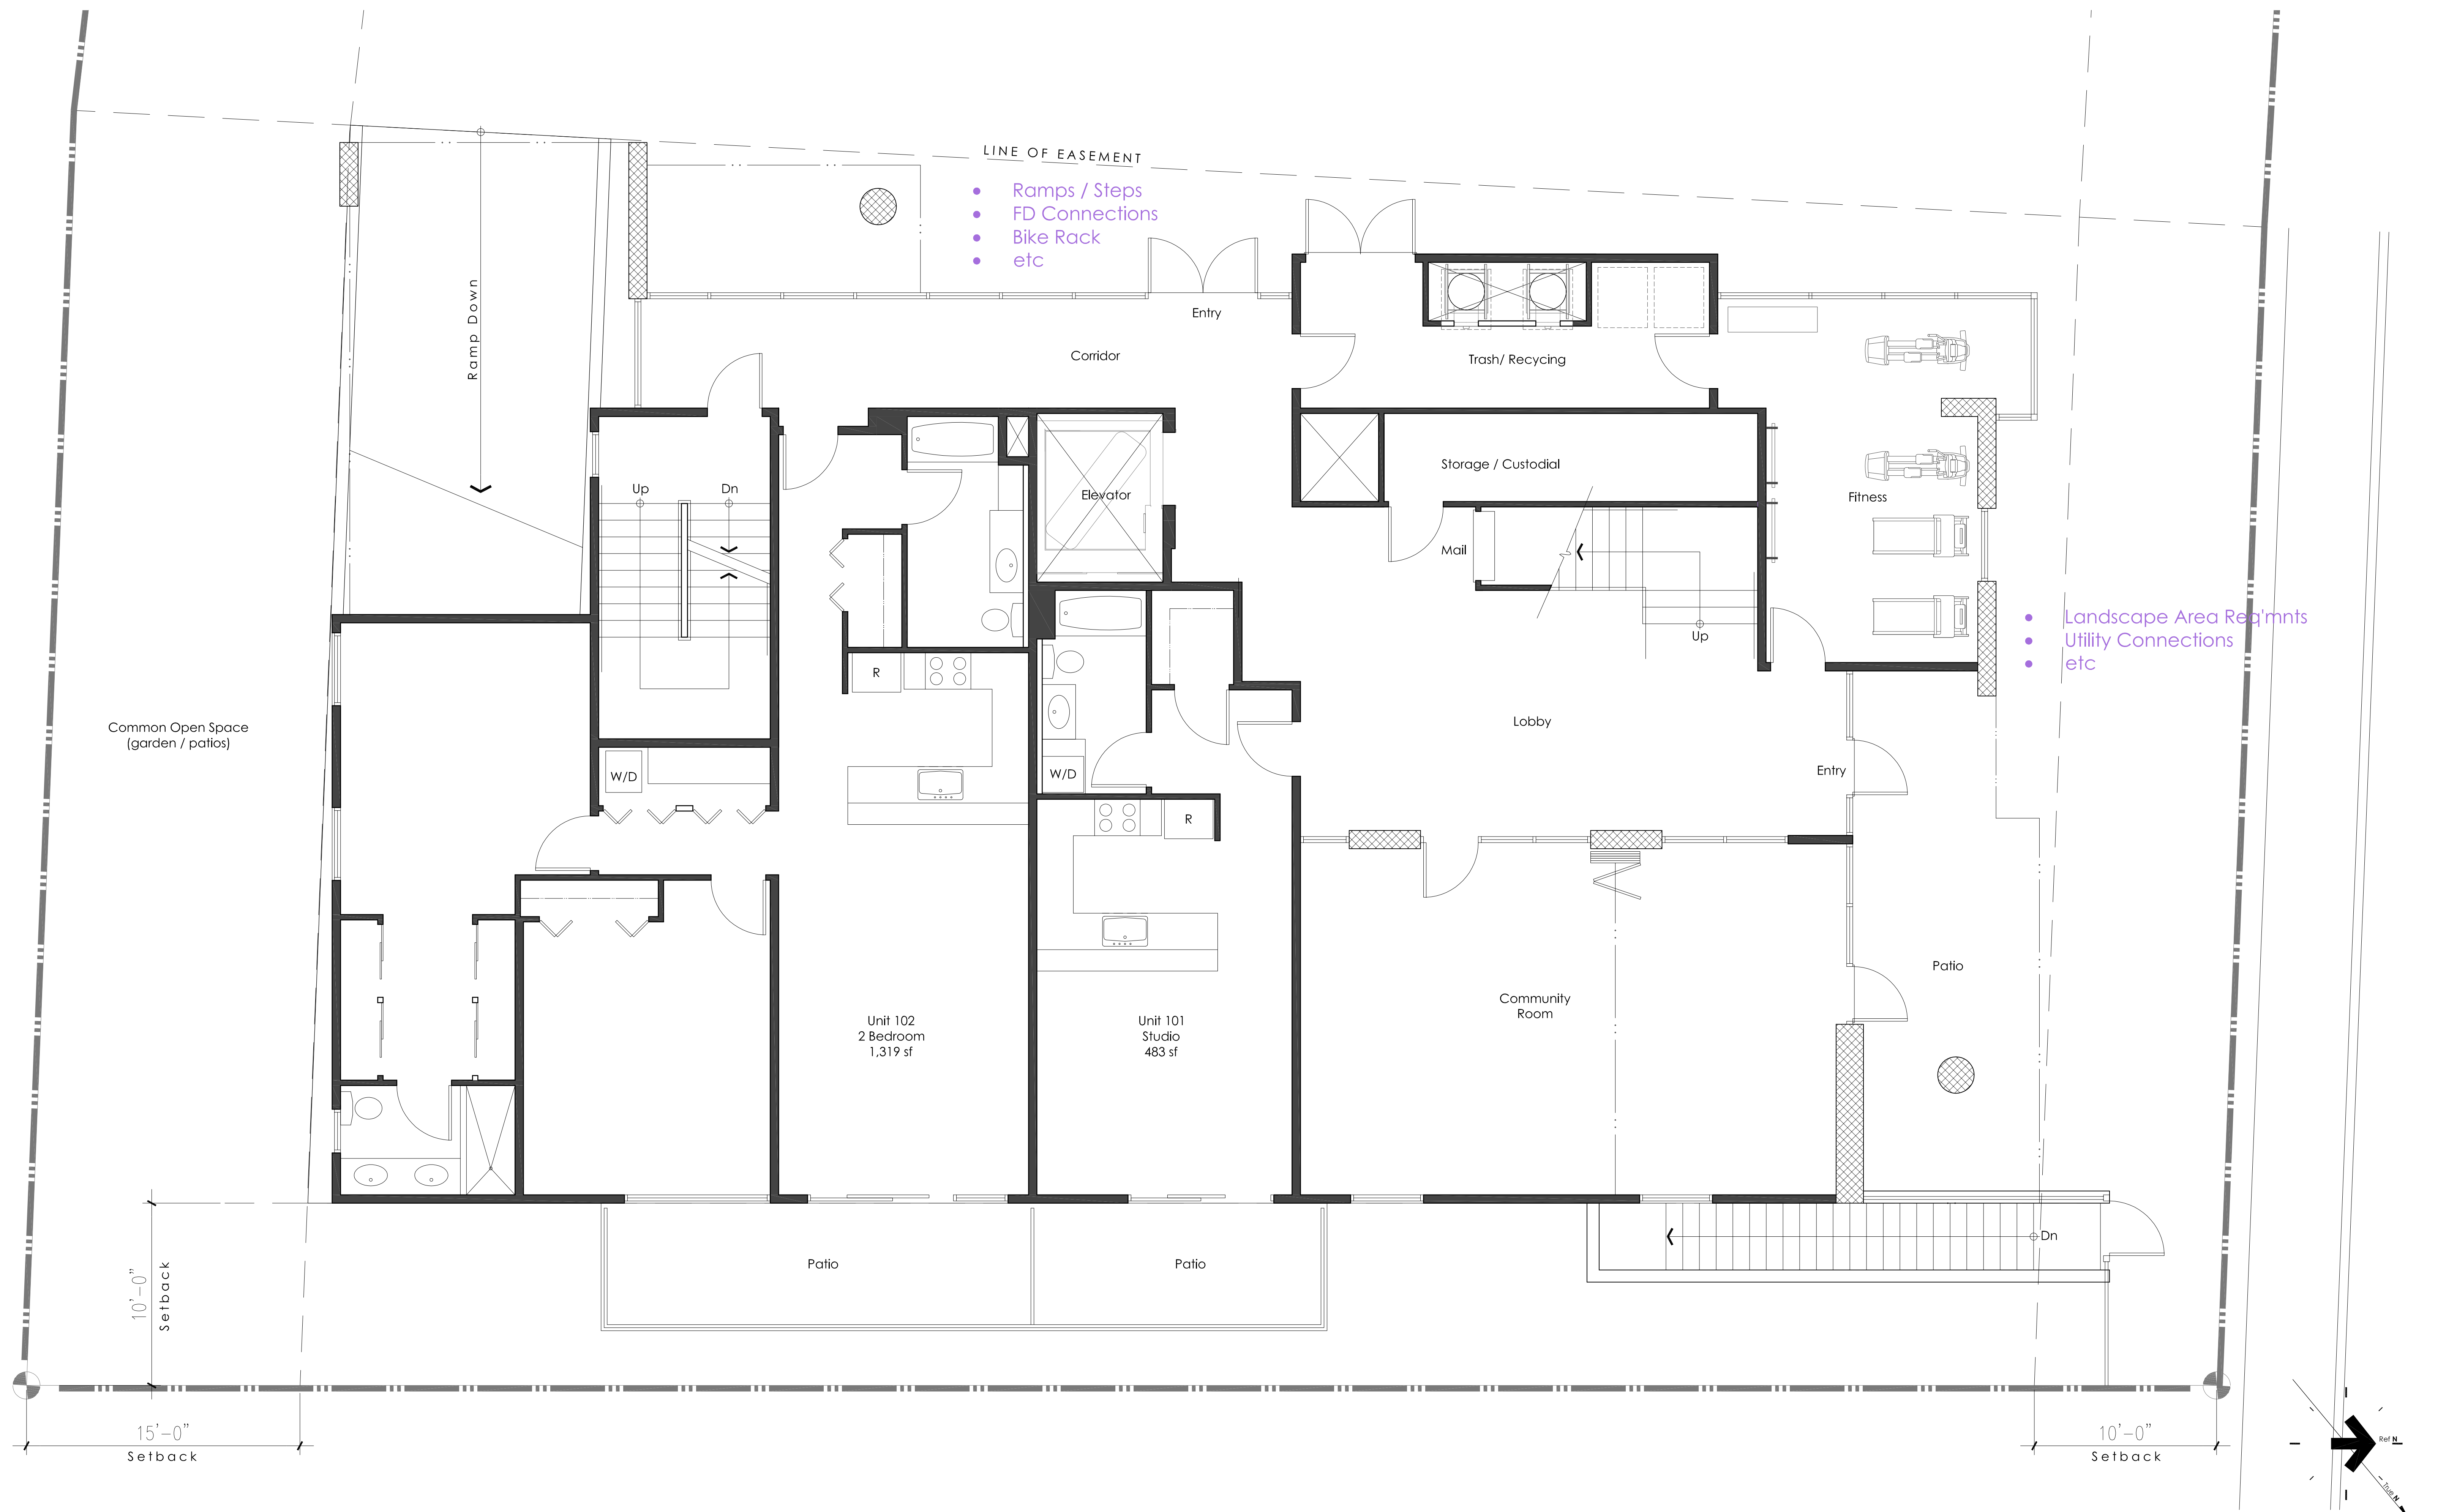 LINE OF EASEMENT
• Ramps / Steps
• FD Connections
• Bike Rack
• etc
Ramp Down
Entry
Corridor
Trash/ Recycing
Elevator
Storage / Custodial
Fitness
Up
Dn
Mail
Up
• Landscape Area Req'mnts
• Utility Connections
• etc
R
Common Open Space
(garden / patios)
Lobby
W/D
W/D
Entry
R
Patio
Community
Room
Unit 102
2 Bedroom
1,319 sf
Unit 101
Studio
483 sf
Dn
Patio
Patio
10'-0"
Setback
15'-0"
Setback
10'-0"
Setback
Ref N
True N